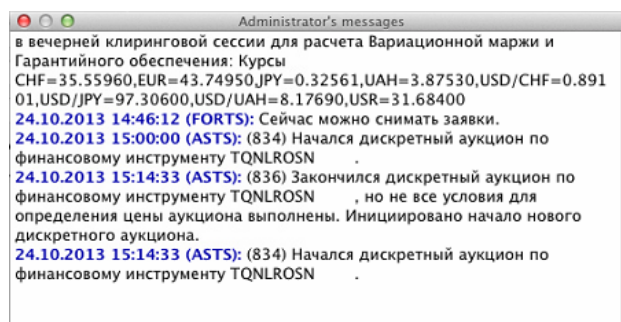 Administrator's messages
в вечерней клиринговой сессии для расчета Вариационной маржи и
Гарантийного обеспечения: Курсы
CHF=35.55960,EUR=43.74950,JPY=0.32561,UAH=3.87530,USD/CHF=0.891
01,USD/JPY=97.30600,USD/UAH=8.17690,USR=31.68400
24.10.2013 14:46:12 (FORTS): Сейчас можно снимать заявки.
24.10.2013 15:00:00 (ASTS): (834) Начался дискретный аукцион по
финансовому инструменту TQNLROSN .
24.10.2013 15:14:33 (ASTS): (836) Закончился дискретный аукцион по
финансовому инструменту TQNLROSN , но не все условия для
определения цены аукциона выполнены. Инициировано начало нового
дискретного аукциона.
24.10.2013 15:14:33 (ASTS): (834) Начался дискретный аукцион по
финансовому инструменту TQNLROSN .